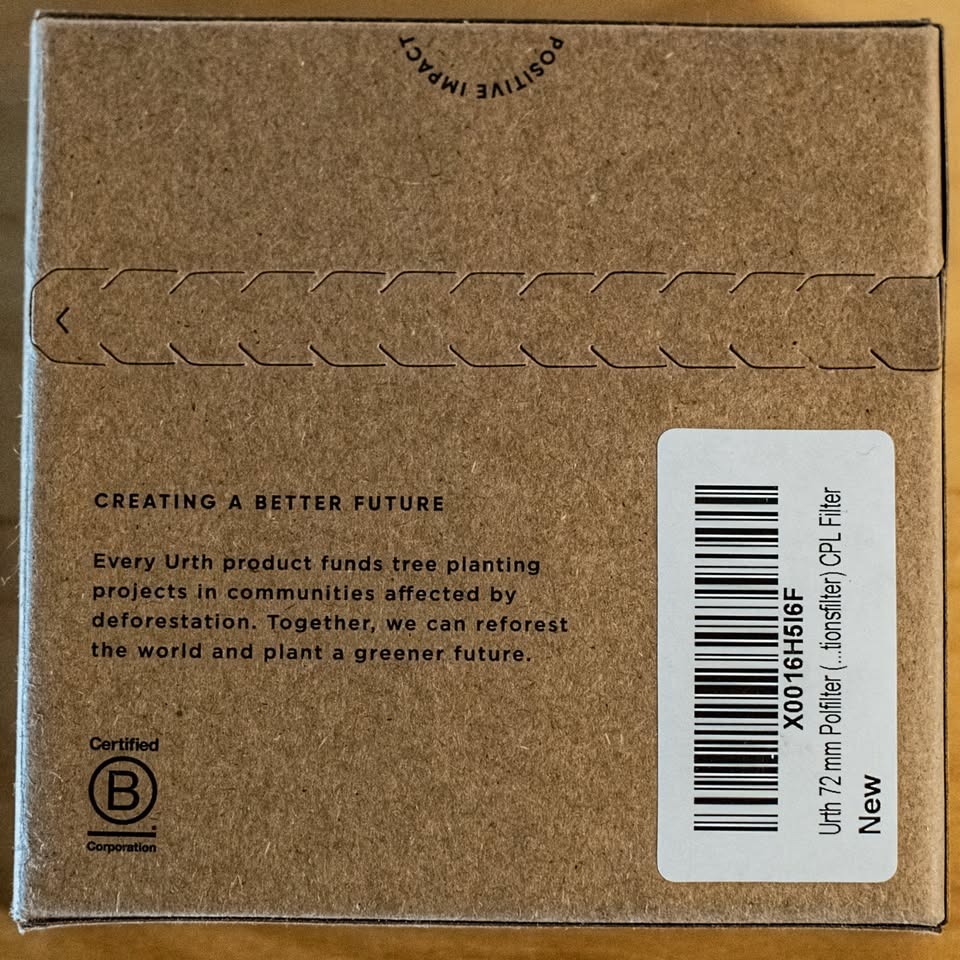 POSITIVE IMPACT
CREATING A BETTER FUTURE
Every Urth product funds tree planting
projects in communities affected by
deforestation. Together, we can reforest
the world and plant a greener future.
Certified
B
Corporation
X0016H5I6F
Urth 72 mm Polfilter (...tionsfilter) CPL Filter
New